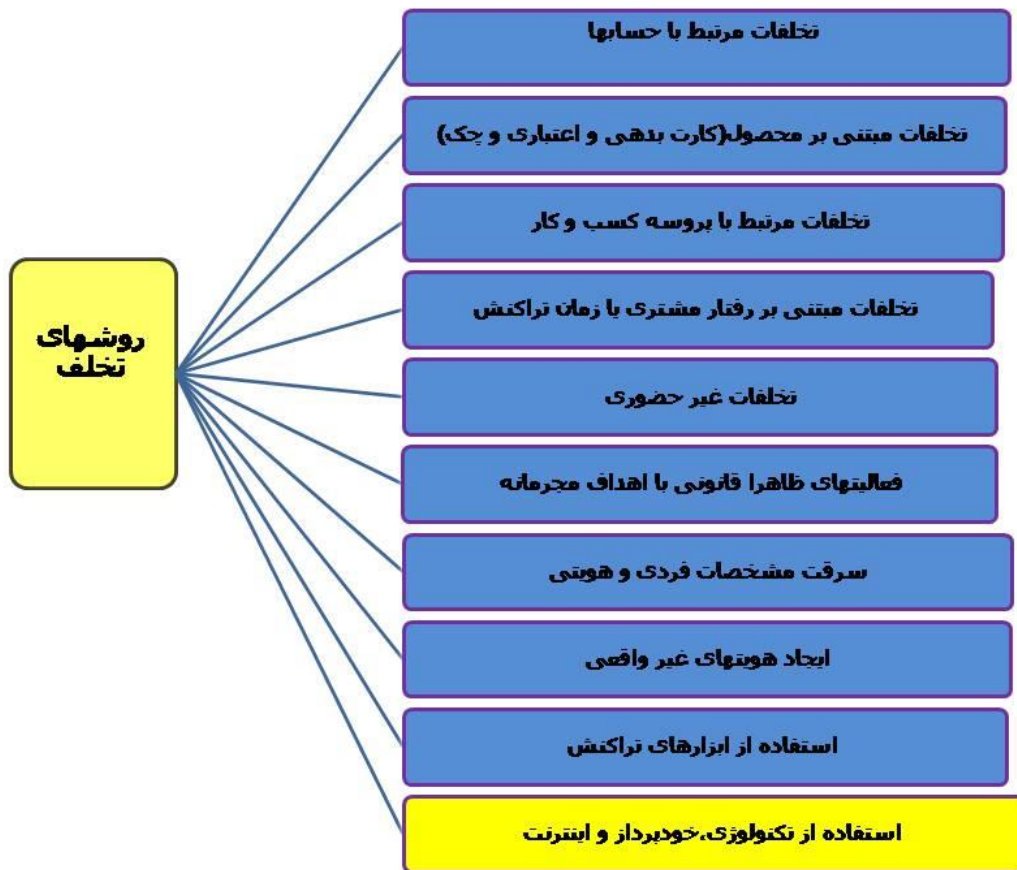 روشهای
تخلف
تخلفات مرتبط با حسابها
تخلفات مبتنی بر محصول(کارت بدهی و اعتباری و چک)
تخلفات مرتبط با پروسه کسب و کار
تخلفات مبتنی بر رفتار مشتری یا زمان تراکنش
تخلفات غیر حضوری
فعالیتهای ظاهرا قانونی با اهداف مجرمانه
سرقت مشخصات فردی و هویتی
ایجاد هویتهای غیر واقعی
استفاده از ابزارهای تراکنش
استفاده از تکنولوژی،خودپرداز و اینترنت